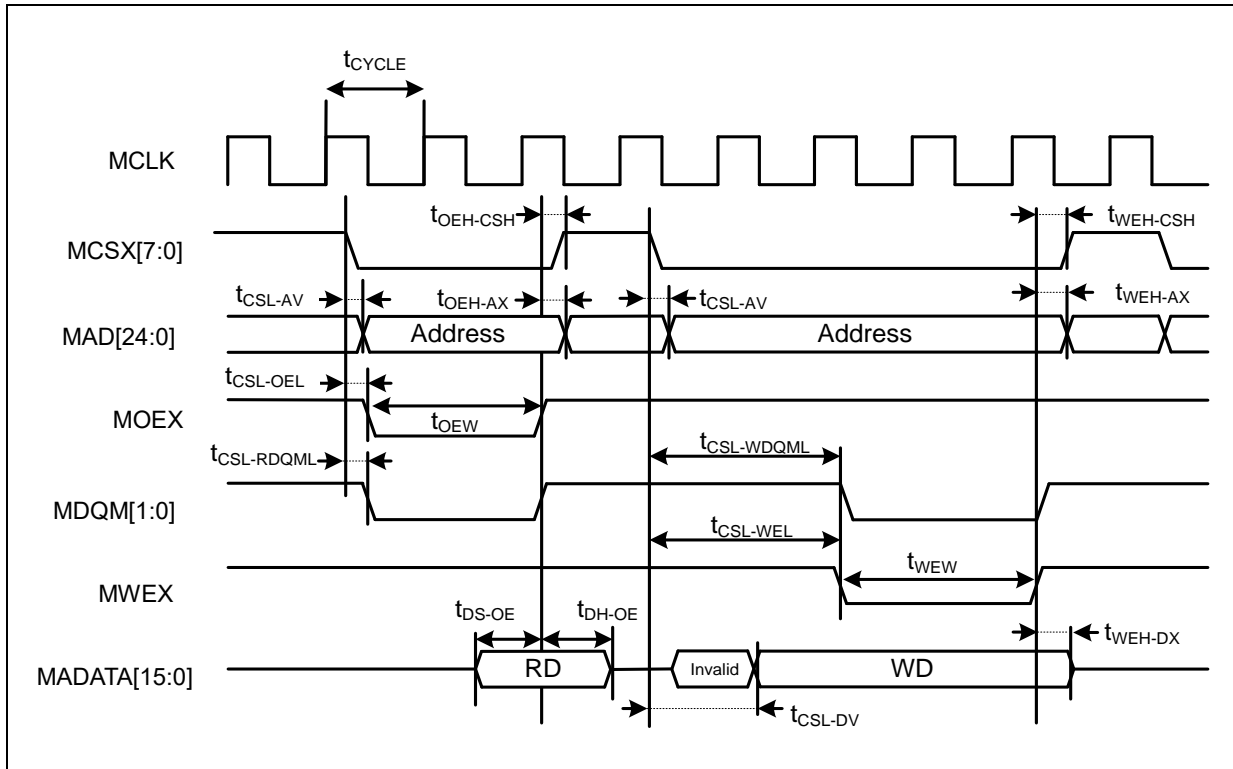 tCYCLE
MCLK
tOEH-CSH
tWEH-CSH
MCSX[7:0]
tCSL-AV
tOEH-AX
tCSL-AV
tWEH-AX
MAD[24:0]
Address
Address
tCSL-OEL
MOEX
tOEW
tCSL-WDQML
tCSL-RDQML
MDQM[1:0]
tCSL-WEL
tWEW
MWEX
tDS-OE
tDH-OE
tWEH-DX
MADATA[15:0]
RD
Invalid
WD
tCSL-DV